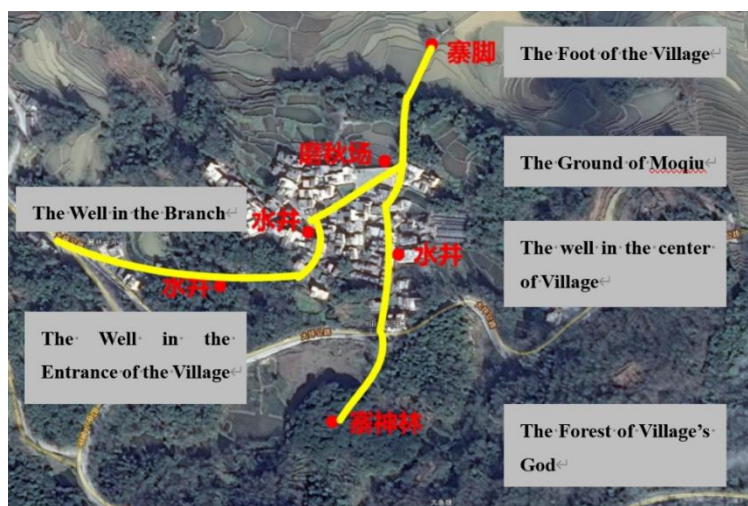 寨脚
The Foot of the Village
磨秋场
The Ground of Moqiu
The Well in the Branch
水井
水井
The well in the center
of Village
水井
The Well in the
Entrance of the Village
寨神林
The Forest of Village's
God